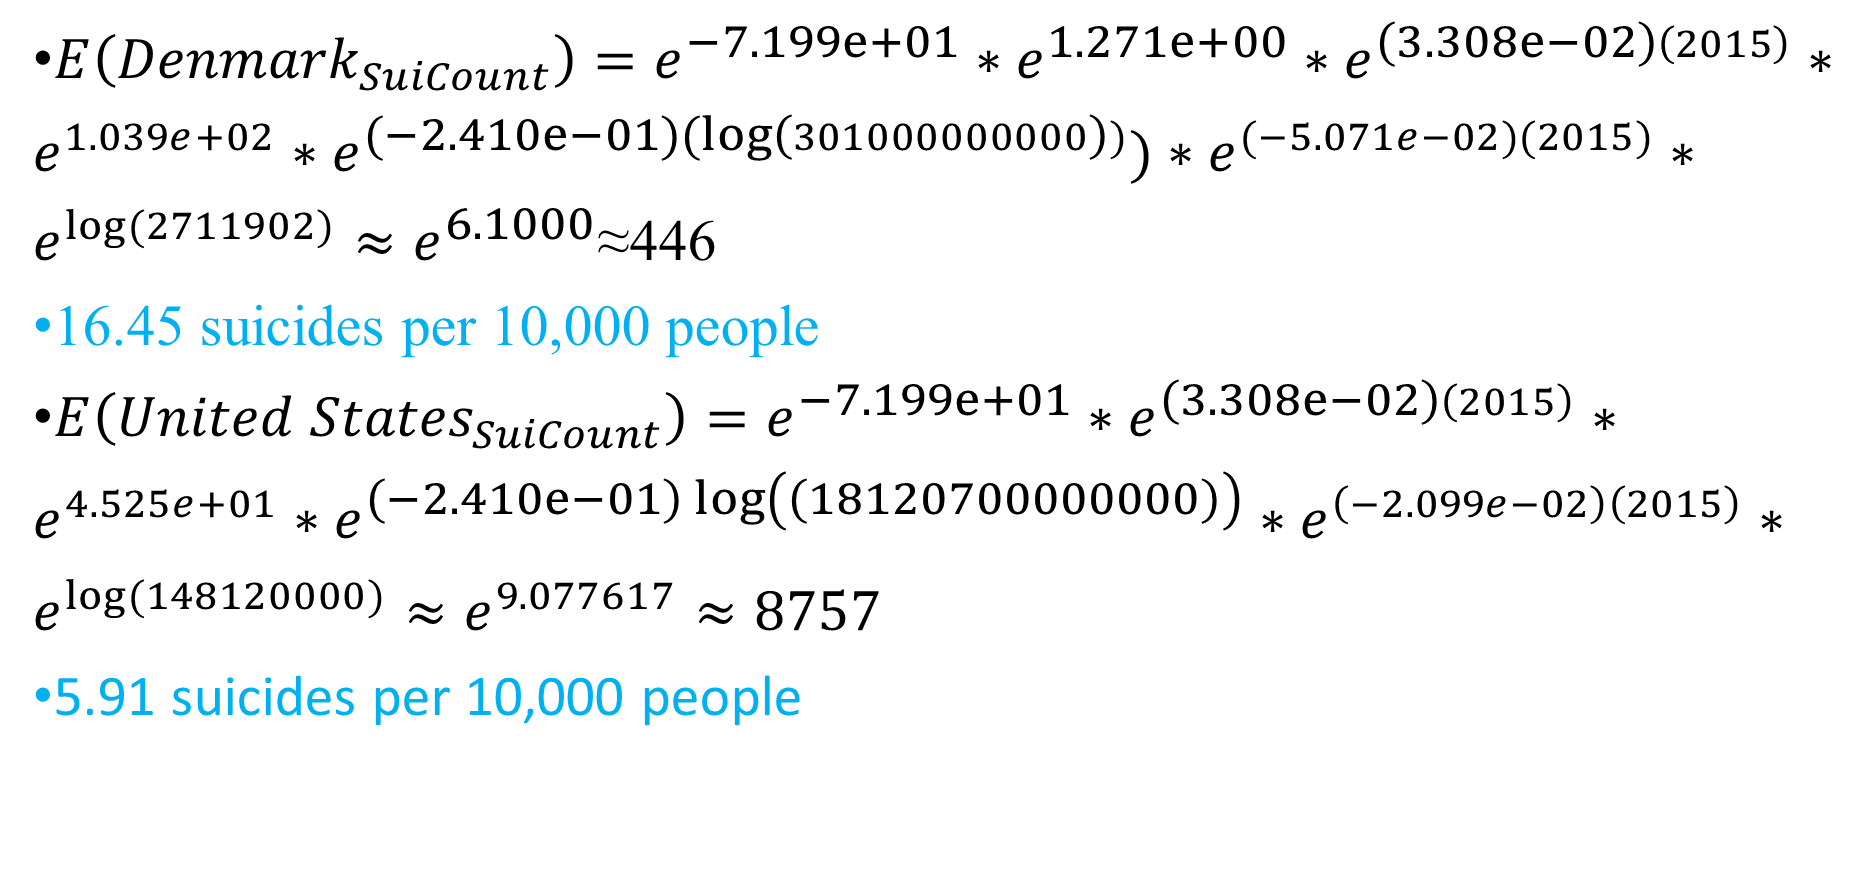 •E(Denmark_SuiCount) = e^−7.199e+01 ∗ e^1.271e+00 ∗ e^(3.308e−02)(2015) ∗
e^1.039e+02 ∗ e^(−2.410e−01)(log(301000000000))) ∗ e^(−5.071e−02)(2015) ∗
e^log(2711902) ≈ e^6.1000≈446
•16.45 suicides per 10,000 people
•E(United States_SuiCount) = e^−7.199e+01 ∗ e^(3.308e−02)(2015) ∗
e^4.525e+01 ∗ e^(−2.410e−01) log((18120700000000)) ∗ e^(−2.099e−02)(2015) ∗
e^log(148120000) ≈ e^9.077617 ≈ 8757
•5.91 suicides per 10,000 people